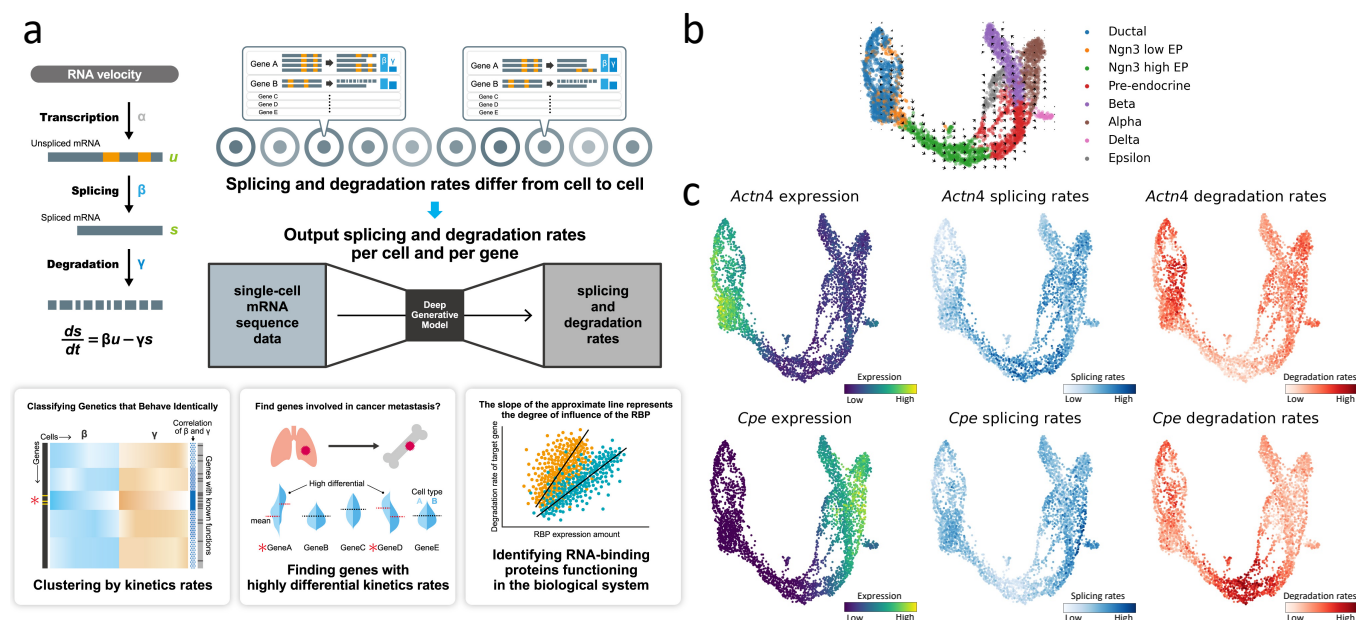 a
RNA velocity
Transcription α
Unspliced mRNA
u
Splicing β
Spliced mRNA
s
Degradation γ
ds
dt
= βu − γs
Gene A
β γ
Gene B
Gene C
Gene D
Gene E
Gene A
β γ
Gene B
Gene C
Gene D
Gene E
Splicing and degradation rates differ from cell to cell
Output splicing and degradation rates
per cell and per gene
single-cell
mRNA
sequence
data
Deep
Generative
Model
splicing
and
degradation
rates
Classifying Genetics that Behave Identically
Cells
β
γ
Correlation
of β and γ
Genes
*
Genes with known functions
Clustering by kinetics rates
Find genes involved in cancer metastasis?
High differential
Cell type
A B
mean
*GeneA GeneB GeneC *GeneD GeneE
Finding genes with
highly differential kinetics rates
The slope of the approximate line represents
the degree of influence of the RBP
Degradation rate of target gene
RBP expression amount
Identifying RNA-binding
proteins functioning
in the biological system
b
Ductal
Ngn3 low EP
Ngn3 high EP
Pre-endocrine
Beta
Alpha
Delta
Epsilon
c
Actn4 expression
Expression
Low High
Actn4 splicing rates
Splicing rates
Low High
Actn4 degradation rates
Degradation rates
Low High
Cpe expression
Expression
Low High
Cpe splicing rates
Splicing rates
Low High
Cpe degradation rates
Degradation rates
Low High